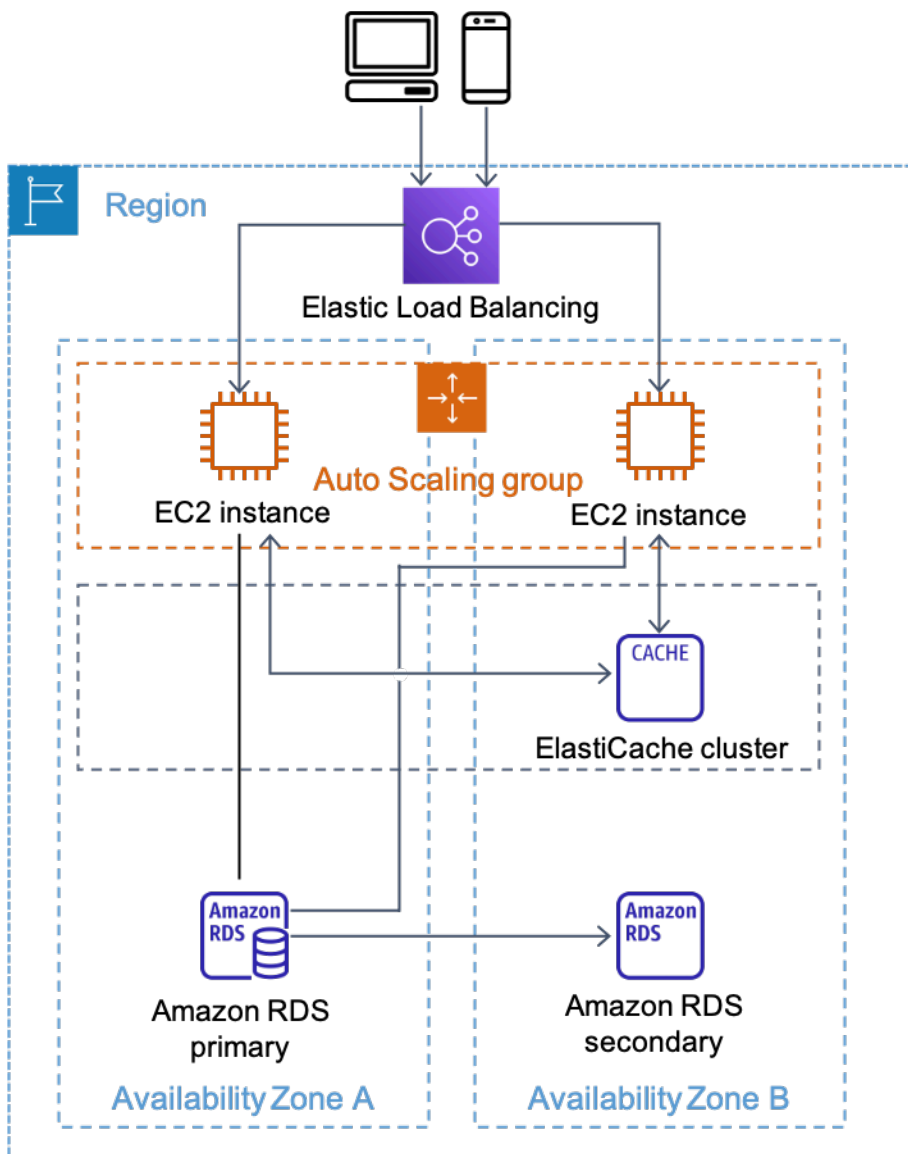 Region
Elastic Load Balancing
Auto Scaling group
EC2 instance
EC2 instance
CACHE
ElastiCache cluster
Amazon
RDS
Amazon
RDS
Amazon RDS
primary
Amazon RDS
secondary
Availability Zone A
Availability Zone B